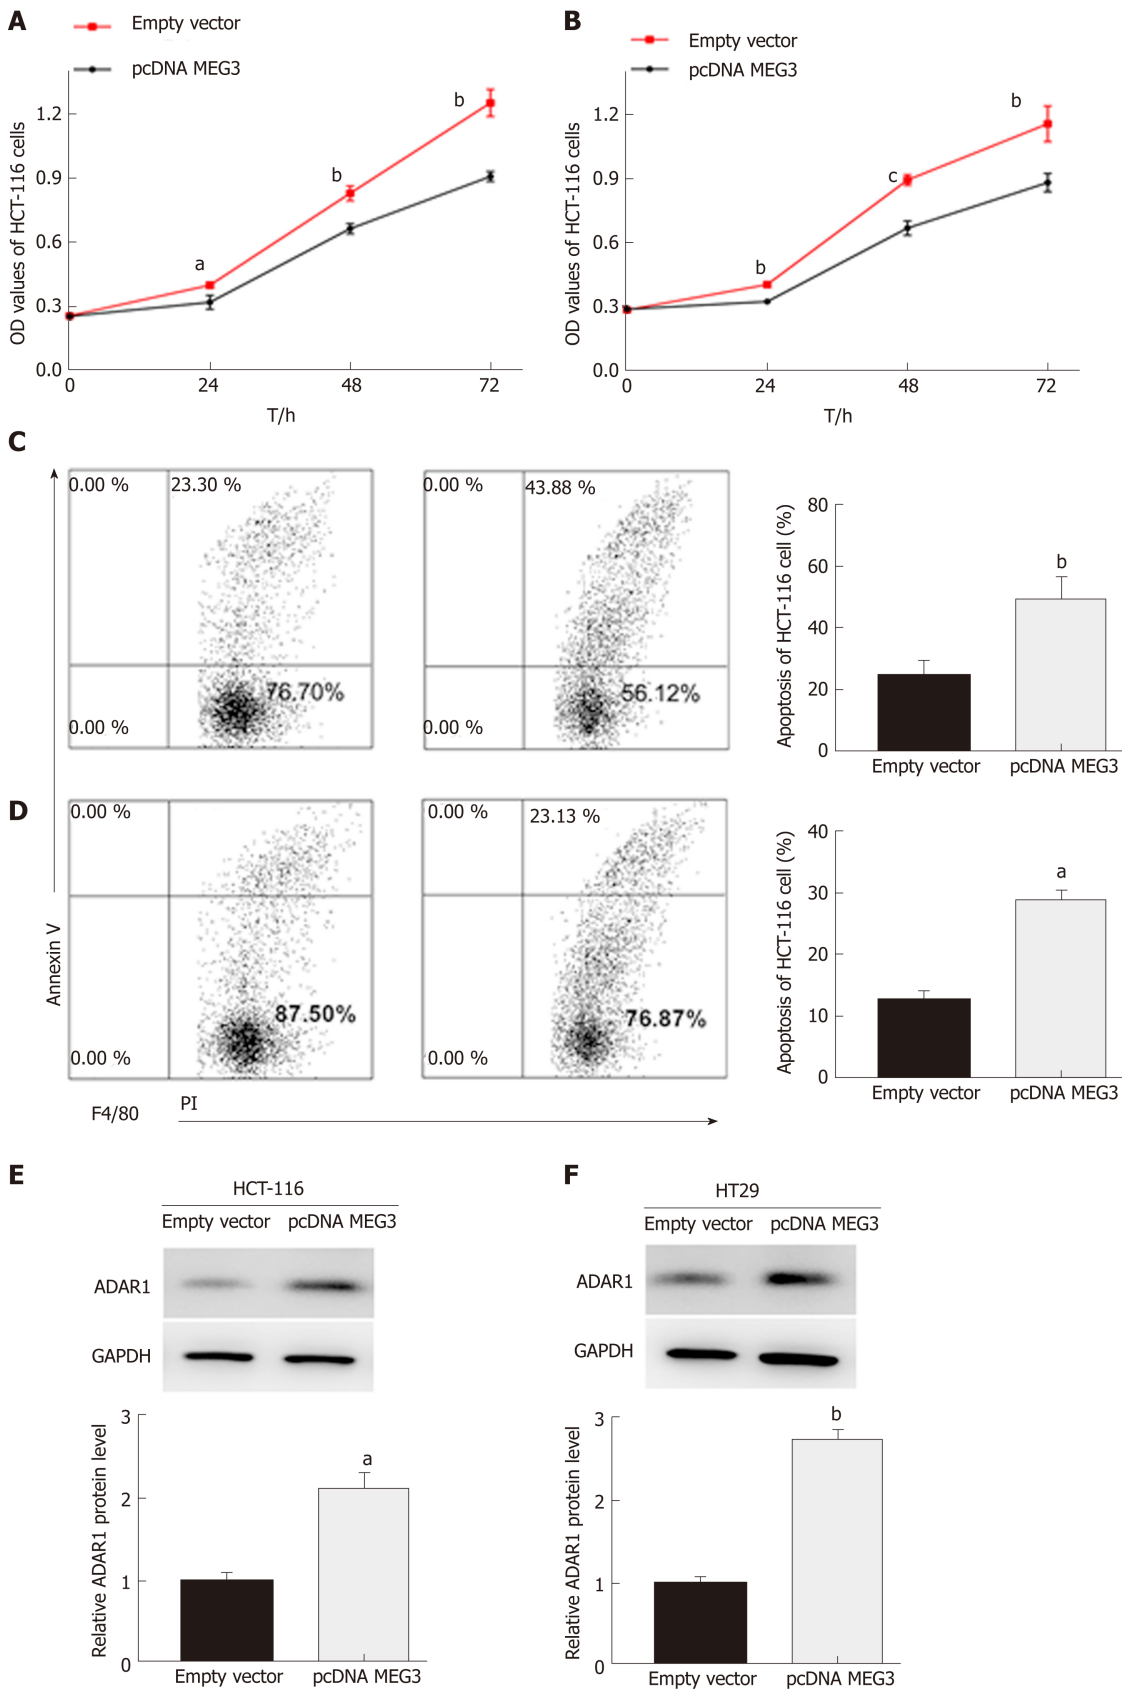 A
Empty vector
pcDNA MEG3
OD values of HCT-116 cells
1.2
0.9
0.6
0.3
0.0
a
b
b
0
24
48
72
T/h
B
Empty vector
pcDNA MEG3
OD values of HCT-116 cells
1.2
0.9
0.6
0.3
0.0
b
c
b
0
24
48
72
T/h
C
0.00 %
23.30 %
76.70%
0.00 %
0.00 %
43.88 %
56.12%
0.00 %
Apoptosis of HCT-116 cell (%)
80
60
40
20
0
b
Empty vector
pcDNA MEG3
D
Annexin V
0.00 %
87.50%
0.00 %
0.00 %
23.13 %
76.87%
0.00 %
F4/80
PI
Apoptosis of HCT-116 cell (%)
40
30
20
10
0
a
Empty vector
pcDNA MEG3
E
HCT-116
Empty vector
pcDNA MEG3
ADAR1
GAPDH
Relative ADAR1 protein level
3
2
1
0
a
Empty vector
pcDNA MEG3
F
HT29
Empty vector
pcDNA MEG3
ADAR1
GAPDH
Relative ADAR1 protein level
3
2
1
0
b
Empty vector
pcDNA MEG3